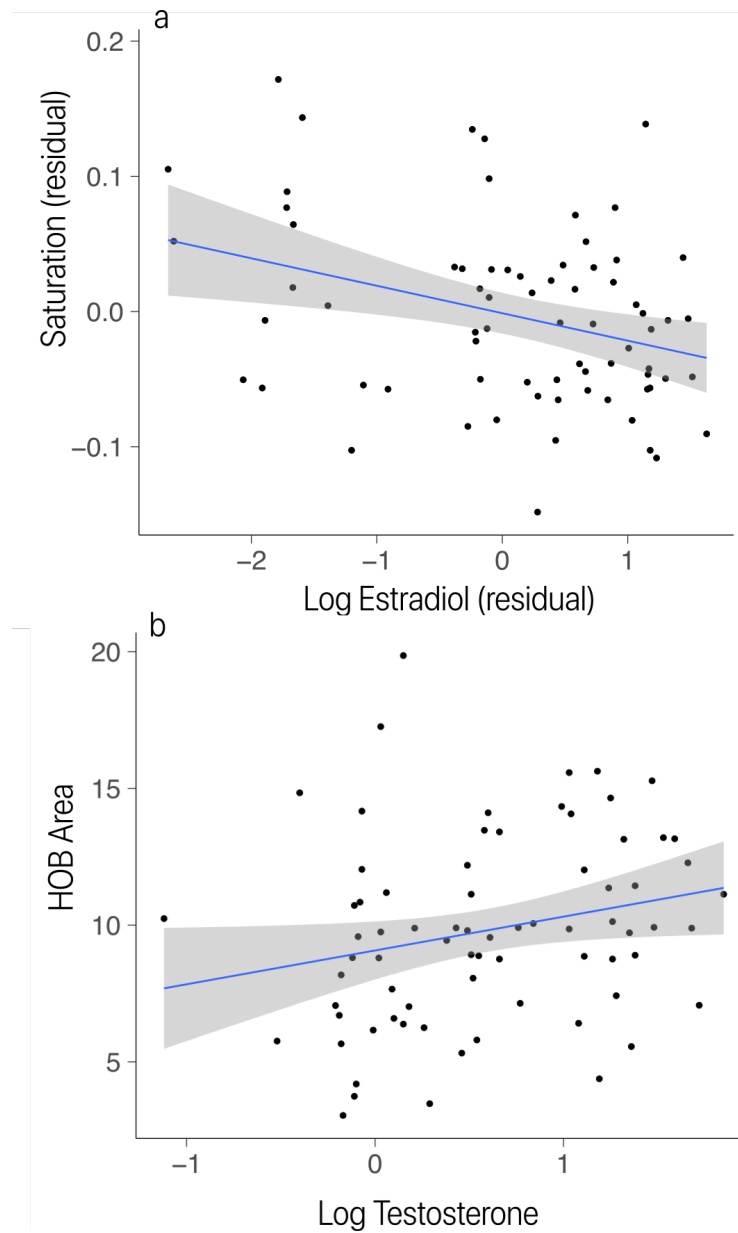 a
0.2
0.1
0.0
−0.1
Saturation (residual)
−2 −1 0 1
Log Estradiol (residual)
b
20
15
10
5
HOB Area
−1 0 1
Log Testosterone